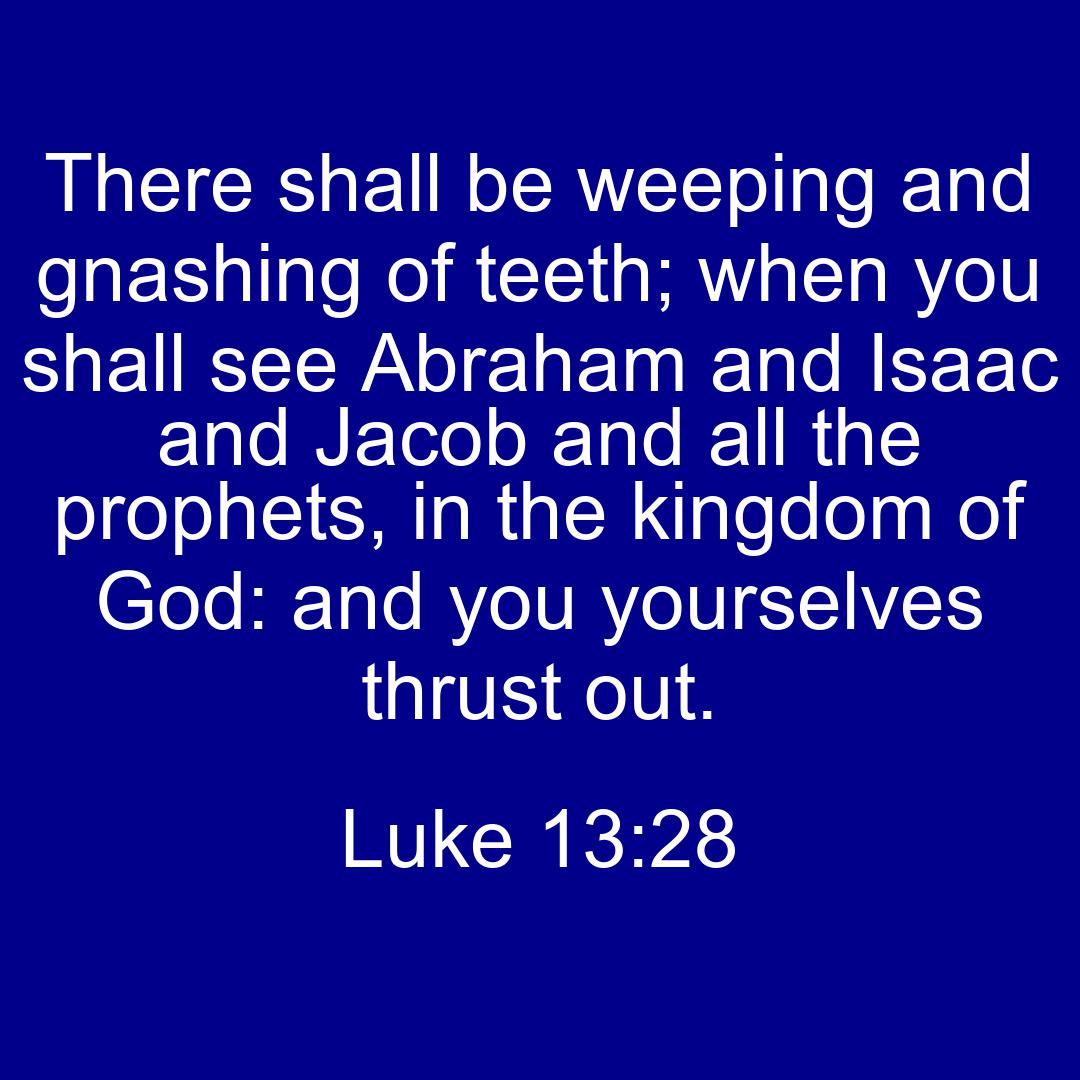 There shall be weeping and
gnashing of teeth; when you
shall see Abraham and Isaac
and Jacob and all the
prophets, in the kingdom of
God: and you yourselves
thrust out.
Luke 13:28